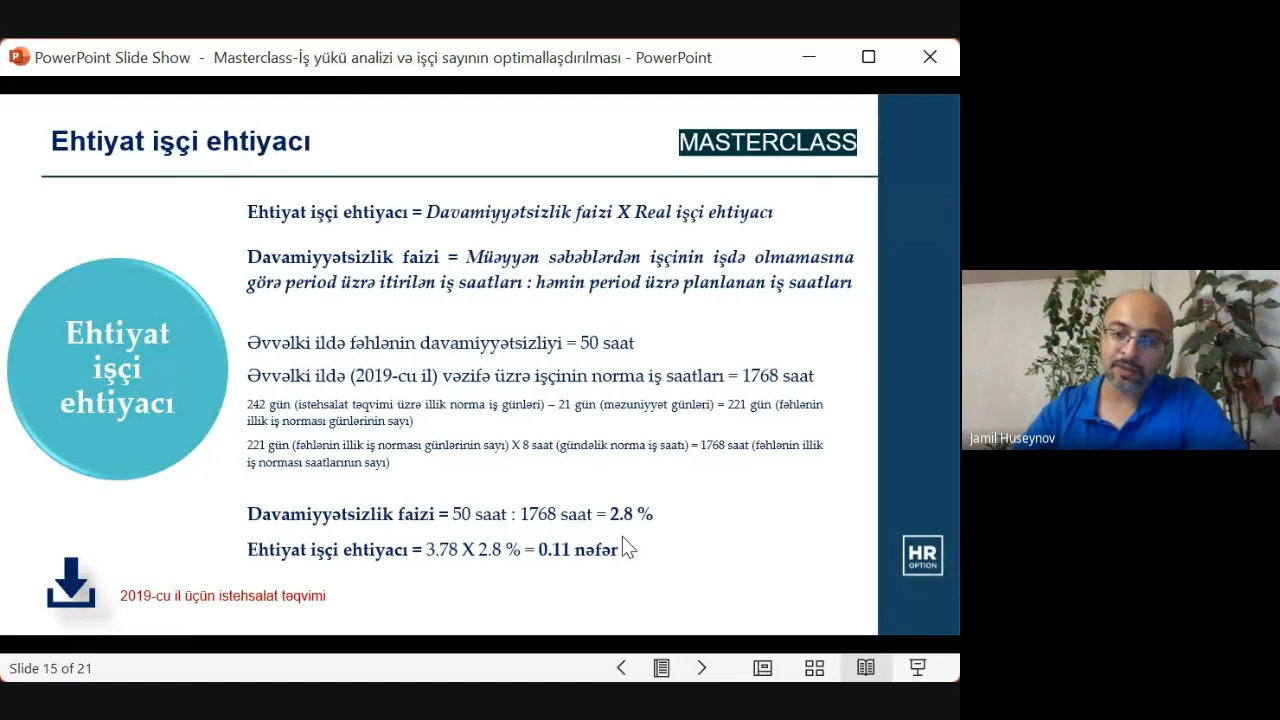 PowerPoint Slide Show - Masterclass-İş yükü analizi və işçi sayının optimallaşdırılması - PowerPoint
Ehtiyat işçi ehtiyacı
MASTERCLASS
Ehtiyat işçi ehtiyacı = Davamiyyətsizlik faizi X Real işçi ehtiyacı
Davamiyyətsizlik faizi = Müəyyən səbəblərdən işçinin işdə olmamasına
görə period üzrə itirilən iş saatları : həmin period üzrə planlanan iş saatları
Ehtiyat
işçi
ehtiyacı
Əvvəlki ildə fəhlənin davamiyyətsizliyi = 50 saat
Əvvəlki ildə (2019-cu il) vəzifə üzrə işçinin norma iş saatları = 1768 saat
242 gün (istehsalat təqvimi üzrə illik norma iş günləri) – 21 gün (məzuniyyət günləri) = 221 gün (fəhlənin
illik iş norması günlərinin sayı)
221 gün (fəhlənin illik iş norması günlərinin sayı) X 8 saat (gündəlik norma iş saatı) = 1768 saat (fəhlənin illik
iş norması saatlarının sayı)
Davamiyyətsizlik faizi = 50 saat : 1768 saat = 2.8 %
Ehtiyat işçi ehtiyacı = 3.78 X 2.8 % = 0.11 nəfər
2019-cu il üçün istehsalat təqvimi
HR
OPTION
Slide 15 of 21
Jamil Huseynov